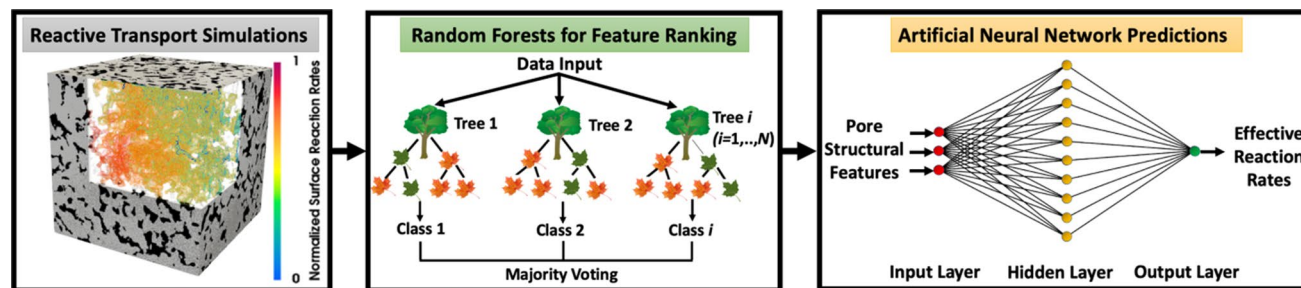 Reactive Transport Simulations
1
Normalized Surface Reaction Rates
0
Random Forests for Feature Ranking
Data Input
Tree 1
Tree 2
Tree i
(i=1,..,N)
Class 1
Class 2
Class i
Majority Voting
Artificial Neural Network Predictions
Pore
Structural
Features
Effective
Reaction
Rates
Input Layer
Hidden Layer
Output Layer